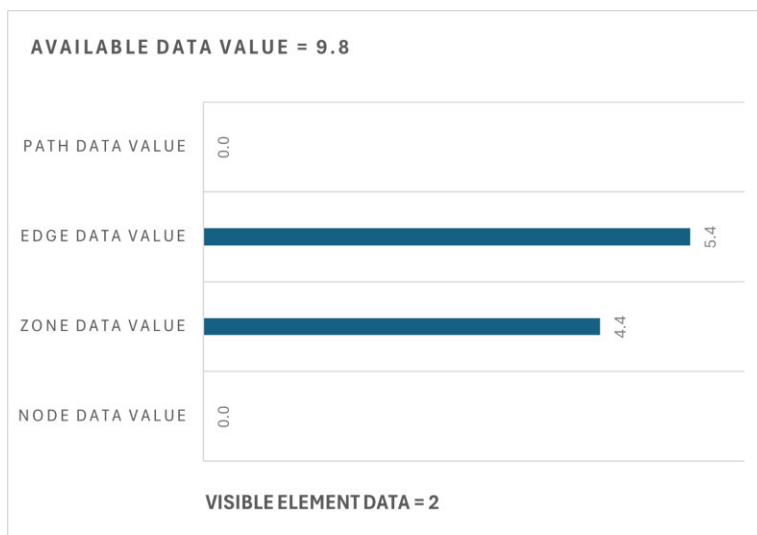 AVAILABLE DATA VALUE = 9.8
PATH DATA VALUE
0.0
EDGE DATA VALUE
5.4
ZONE DATA VALUE
4.4
NODE DATA VALUE
0.0
VISIBLE ELEMENT DATA = 2